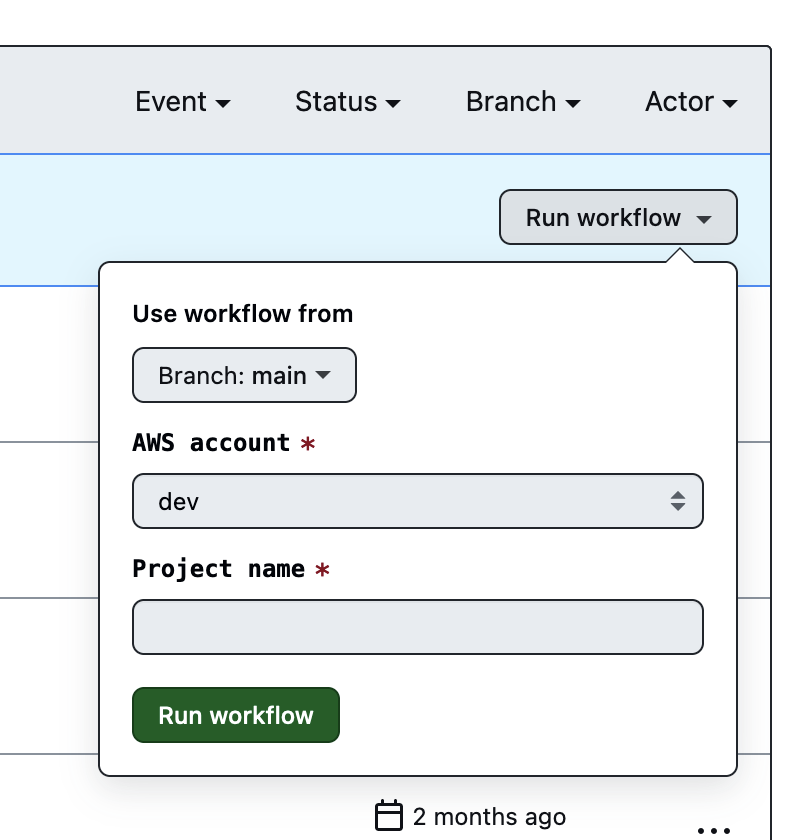 Event Status Branch Actor
Run workflow
Use workflow from
Branch: main
AWS account *
dev
Project name *
Run workflow
2 months ago